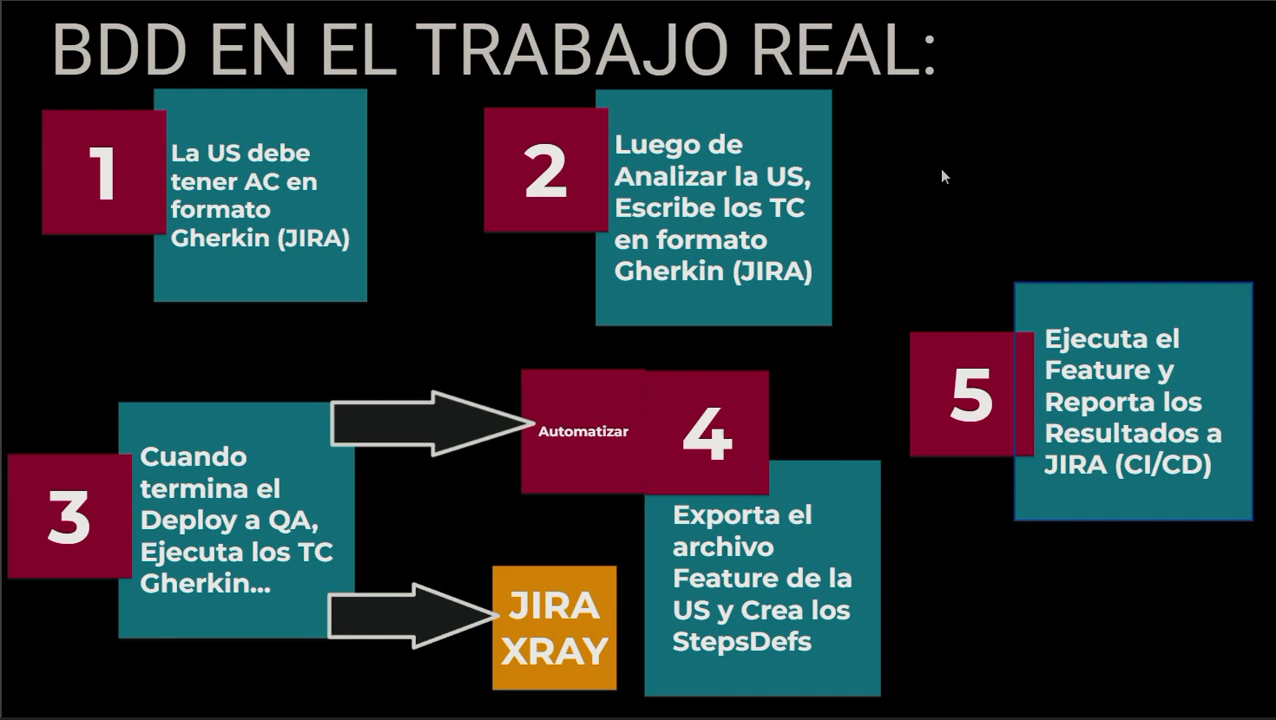 BDD EN EL TRABAJO REAL:
1
La US debe
tener AC en
formato
Gherkin (JIRA)
2
Luego de
Analizar la US,
Escribe los TC
en formato
Gherkin (JIRA)
3
Cuando
termina el
Deploy a QA,
Ejecuta los TC
Gherkin...
Automatizar
4
Exporta el
archivo
Feature de la
US y Crea los
StepsDefs
JIRA
XRAY
5
Ejecuta el
Feature y
Reporta los
Resultados a
JIRA (CI/CD)